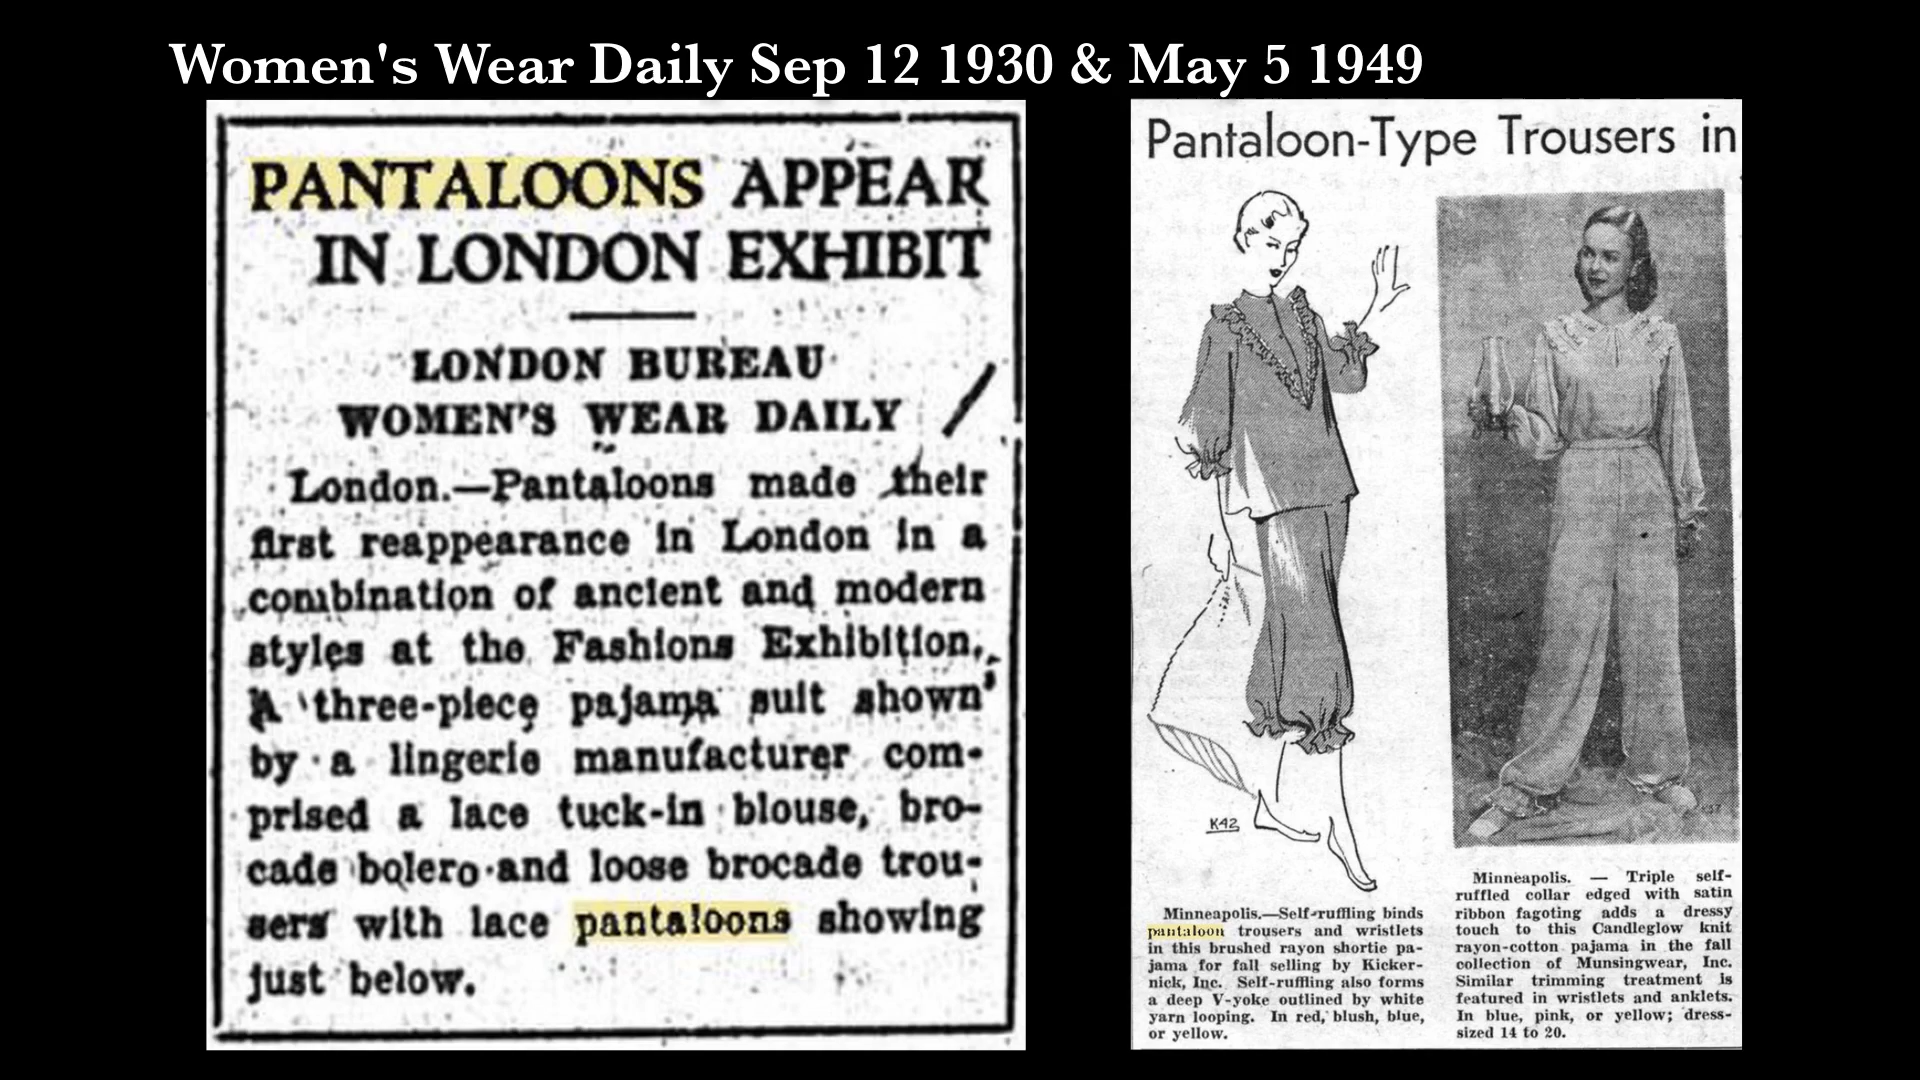 Women's Wear Daily Sep 12 1930 & May 5 1949
PANTALOONS APPEAR
IN LONDON EXHIBIT
LONDON BUREAU
WOMEN'S WEAR DAILY
London.—Pantaloons made their
first reappearance in London in a
combination of ancient and modern
styles at the Fashions Exhibition.
A three-piece pajama suit shown
by a lingerie manufacturer com-
prised a lace tuck-in blouse, bro-
cade bolero and loose brocade trou-
sers with lace pantaloons showing
just below.
Pantaloon-Type Trousers in
K42
Minneapolis.—Self-ruffling binds
pantaloon trousers and wristlets
in this brushed rayon shortie pa-
jama for fall selling by Kicker-
nick, Inc. Self-ruffling also forms
a deep V-yoke outlined by white
yarn looping. In red, blush, blue,
or yellow.
Minneapolis. — Triple self-
ruffled collar edged with satin
ribbon fagoting adds a dressy
touch to this Candleglow knit
rayon-cotton pajama in the fall
collection of Munsingwear, Inc.
Similar trimming treatment is
featured in wristlets and anklets.
In blue, pink, or yellow; dress-
sized 14 to 20.